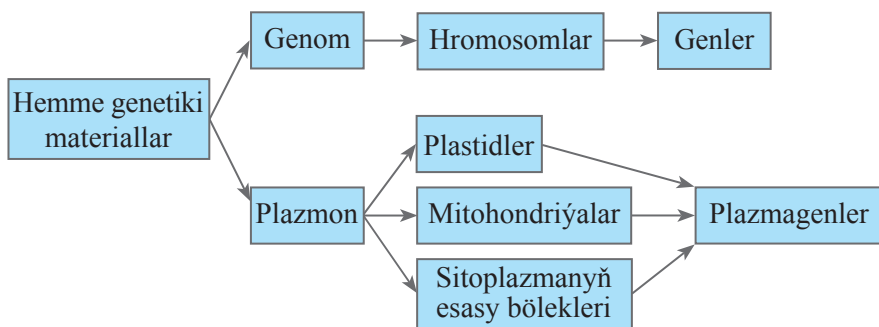 Genom
Hromosomlar
Genler
Hemme genetiki
materiallar
Plastidler
Plazmon
Mitohondriýalar
Plazmagenler
Sitoplazmanyň
esasy bölekleri